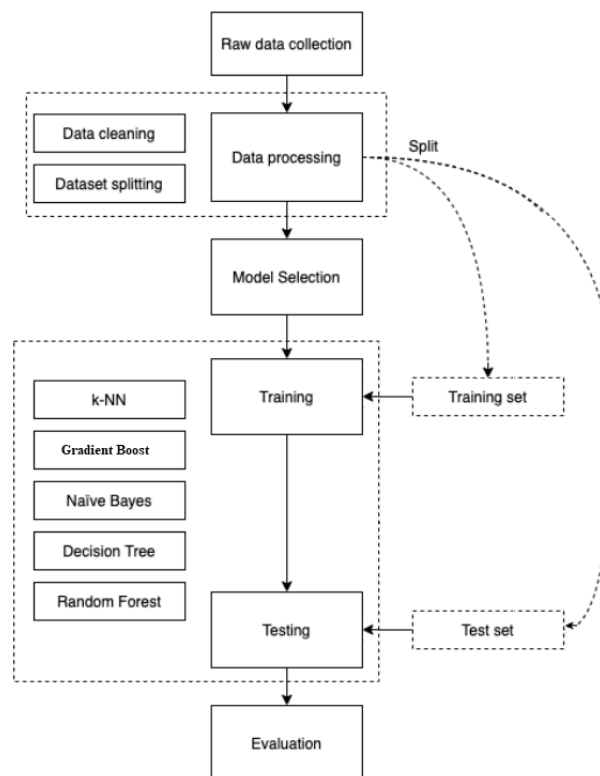 Raw data collection
Data cleaning
Data processing
Split
Dataset splitting
Model Selection
Training
Training set
k-NN
Gradient Boost
Naïve Bayes
Decision Tree
Random Forest
Testing
Test set
Evaluation